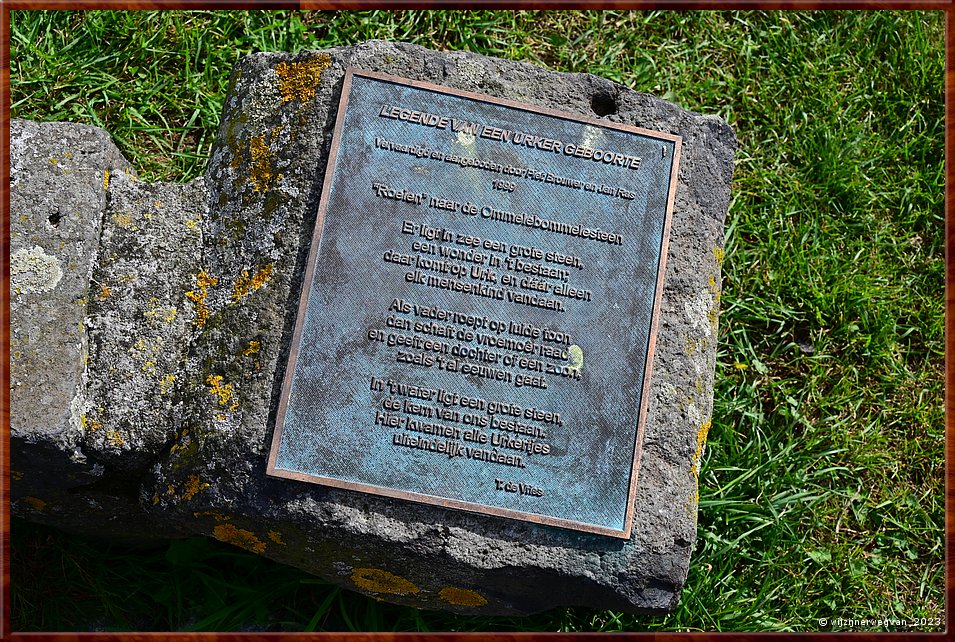 LEGENDE VAN EEN URKER GEBOORTE
Vervaardigd en aangeboden door Piet Brouwer en Jan Ras
1999
"Roeien" naar de Ommelebommelesteen
Er ligt in zee een grote steen,
een wonder in 't bestaan;
daar komt op Urk, en dáár alleen
elk mensenkind vandaan.
Als vader roept op luide toon
dan schaft de vroemoer raad
en geeft een dochter of een zoon,
zoals 't al eeuwen gaat.
In 't water ligt een grote steen,
de kern van ons bestaan.
Hier kwamen alle Urkertjes
uiteindelijk vandaan.
T. de Vries
© wijzhnerwegvan 2023